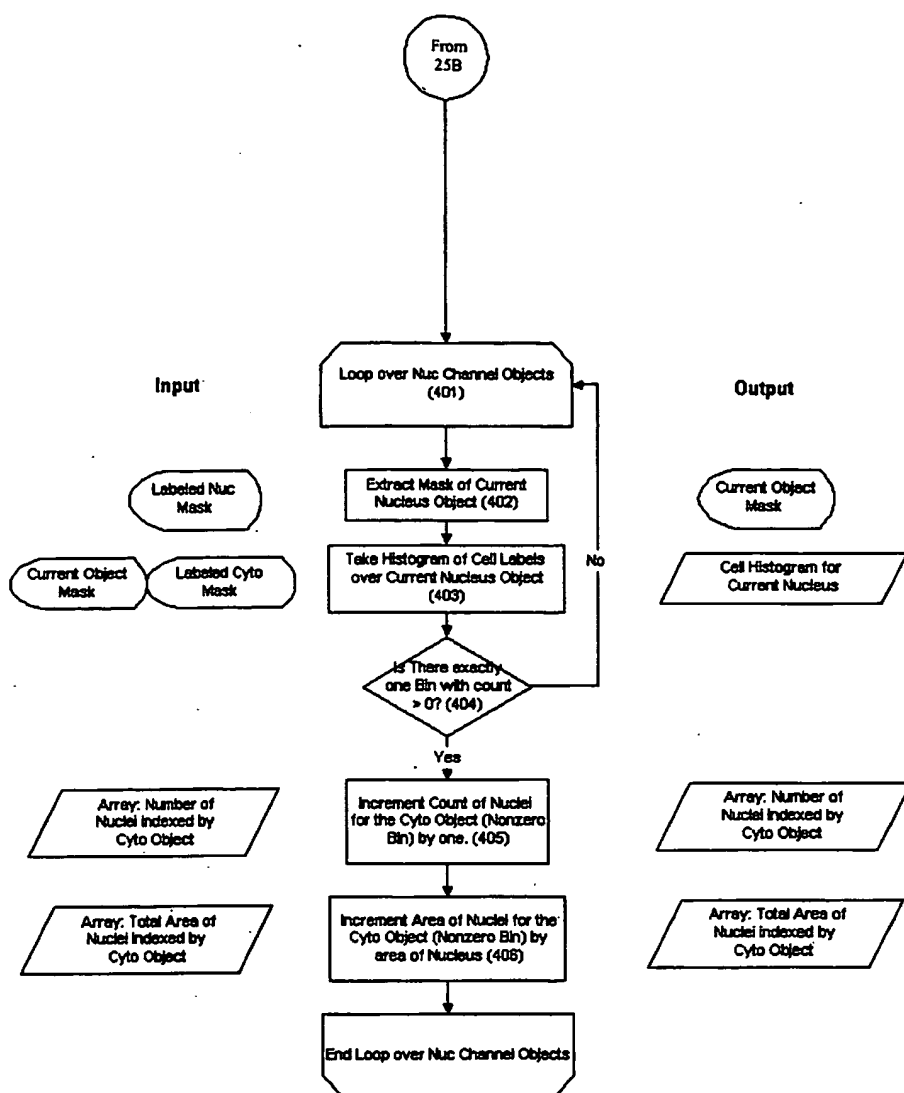 From
25B
Loop over Nuc Channel Objects
(401)
Input
Output
Labeled Nuc
Mask
Extract Mask of Current
Nucleus Object (402)
Current Object
Mask
Current Object
Mask
Labeled Cyto
Mask
Take Histogram of Cell Labels
over Current Nucleus Object
(403)
No
Cell Histogram for
Current Nucleus
Is There exactly
one Bin with count
> 0? (404)
Yes
Array: Number of
Nuclei Indexed by
Cyto Object
Increment Count of Nuclei
for the Cyto Object (Nonzero
Bin) by one. (405)
Array: Number of
Nuclei Indexed by
Cyto Object
Array: Total Area of
Nuclei Indexed by
Cyto Object
Increment Area of Nuclei for the
Cyto Object (Nonzero Bin) by
area of Nucleus (406)
Array: Total Area of
Nuclei Indexed by
Cyto Object
End Loop over Nuc Channel Objects